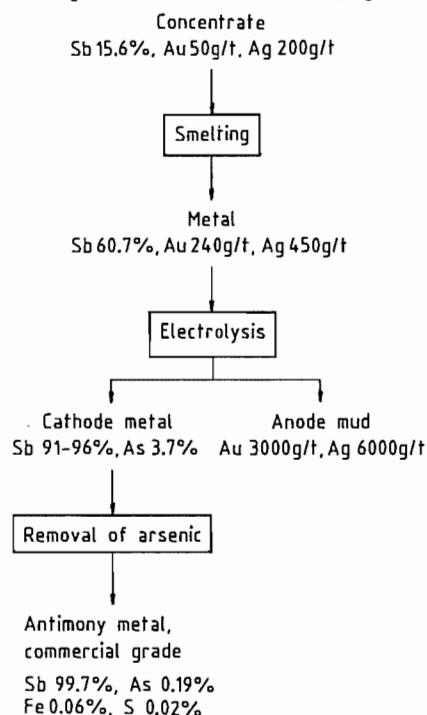 Concentrate
Sb 15.6%, Au 50g/t, Ag 200g/t
Smelting
Metal
Sb 60.7%, Au 240g/t, Ag 450g/t
Electrolysis
Cathode metal
Sb 91-96%, As 3.7%
Anode mud
Au 3000g/t, Ag 6000g/t
Removal of arsenic
Antimony metal,
commercial grade
Sb 99.7%, As 0.19%
Fe 0.06%, S 0.02%